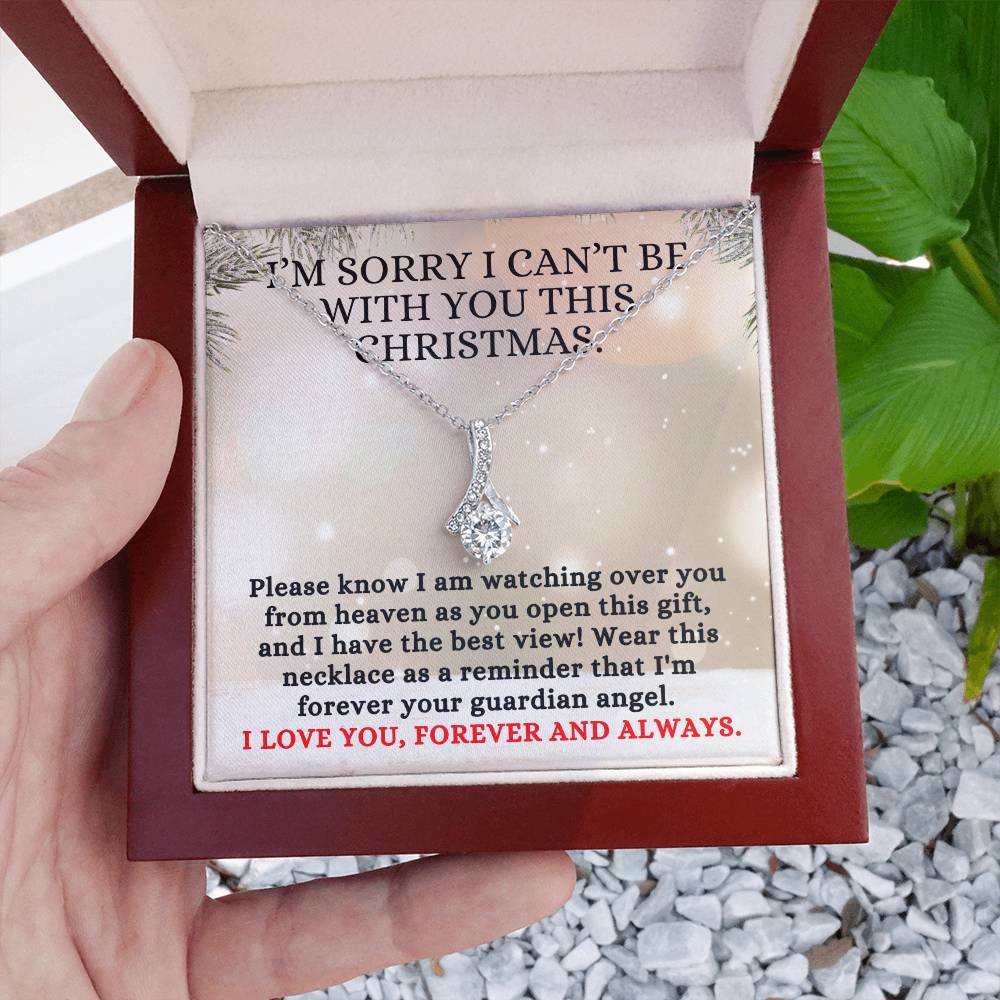 I’M SORRY I CAN’T BE
WITH YOU THIS
CHRISTMAS.
Please know I am watching over you
from heaven as you open this gift,
and I have the best view! Wear this
necklace as a reminder that I'm
forever your guardian angel.
I LOVE YOU, FOREVER AND ALWAYS.